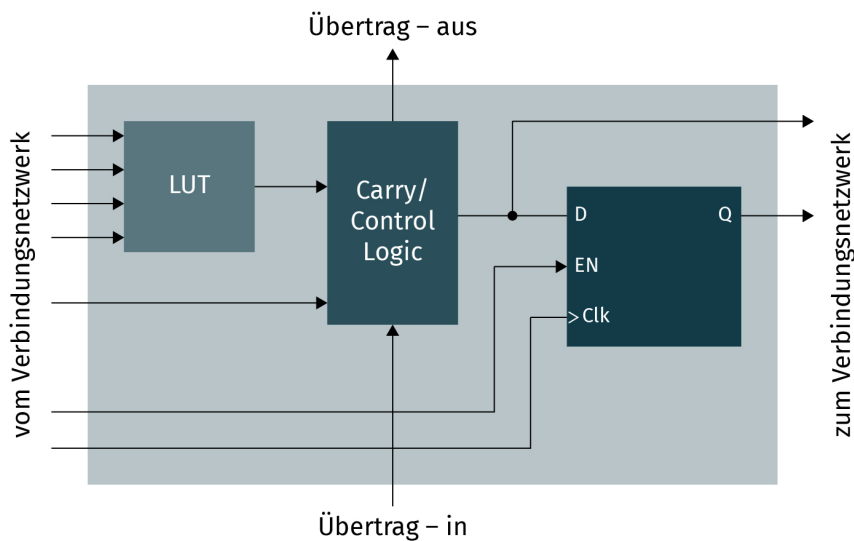 Übertrag – aus
vom Verbindungsnetzwerk
LUT
Carry/
Control
Logic
D
Q
EN
>Clk
zum Verbindungsnetzwerk
Übertrag – in